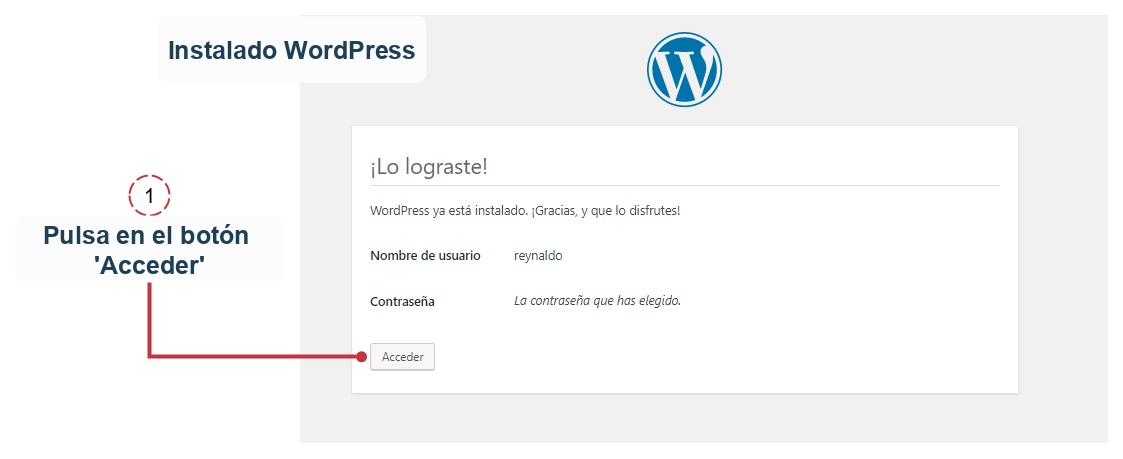 Instalado WordPress
¡Lo lograste!
WordPress ya está instalado. ¡Gracias, y que lo disfrutes!
1
Pulsa en el botón
'Acceder'
Nombre de usuario reynaldo
Contraseña La contraseña que has elegido.
Acceder